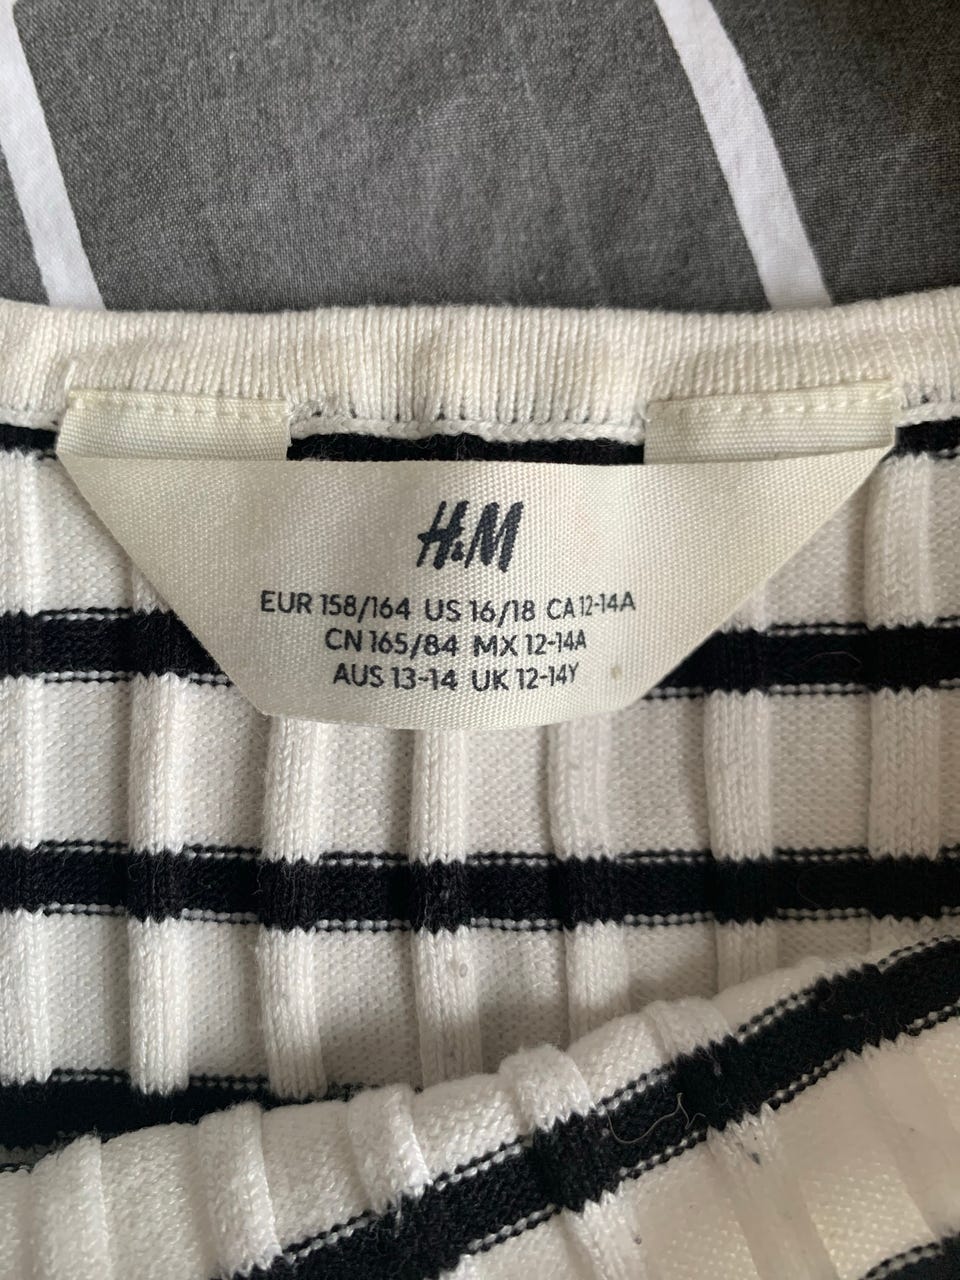 H&M
EUR 158/164 US 16/18 CA 12-14A
CN 165/84 MX 12-14A
AUS 13-14 UK 12-14Y